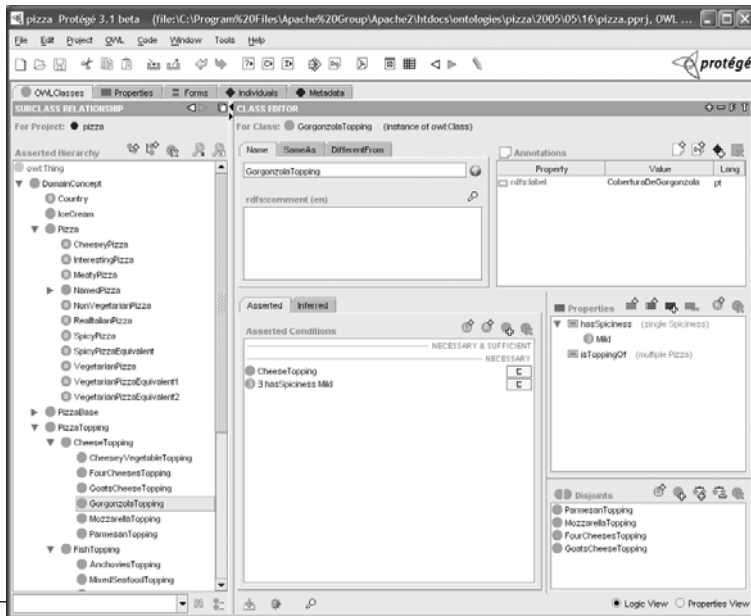 pizza Protégé 3.1 beta (file:\C:\Program%20Files\Apache%20Group\Apache2\htdocs\ontologies\pizza\2005\05\16\pizza.pprj, OWL ...
File Edit Project OWL Code Window Tools Help
protégé
OWLClasses Properties Forms Individuals Metadata
SUBCLASS RELATIONSHIP
For Project: pizza
Asserted Hierarchy
owl:Thing
DomainConcept
Country
IceCream
Pizza
CheeseyPizza
InterestingPizza
MeatyPizza
NamedPizza
NonVegetarianPizza
RealItalianPizza
SpicyPizza
SpicyPizzaEquivalent
VegetarianPizza
VegetarianPizzaEquivalent1
VegetarianPizzaEquivalent2
PizzaBase
PizzaTopping
CheeseTopping
CheeseyVegetableTopping
FourCheesesTopping
GoatsCheeseTopping
GorgonzolaTopping
MozzarellaTopping
ParmesanTopping
FishTopping
AnchoviesTopping
MixedSeafoodTopping
CLASS EDITOR
For Class: GorgonzolaTopping (instance of owl:Class)
Name SameAs DifferentFrom
GorgonzolaTopping
rdfs:comment (en)
Annotations
Property Value Lang
rdfs:label CoberturaDeGorgonzola pt
Asserted Inferred
Asserted Conditions
NECESSARY & SUFFICIENT
NECESSARY
CheeseTopping
∃ hasSpiciness Mild
Properties
hasSpiciness (single Spiciness)
Mild
isToppingOf (multiple Pizza)
Disjoints
ParmesanTopping
MozzarellaTopping
FourCheesesTopping
GoatsCheeseTopping
Logic View Properties View